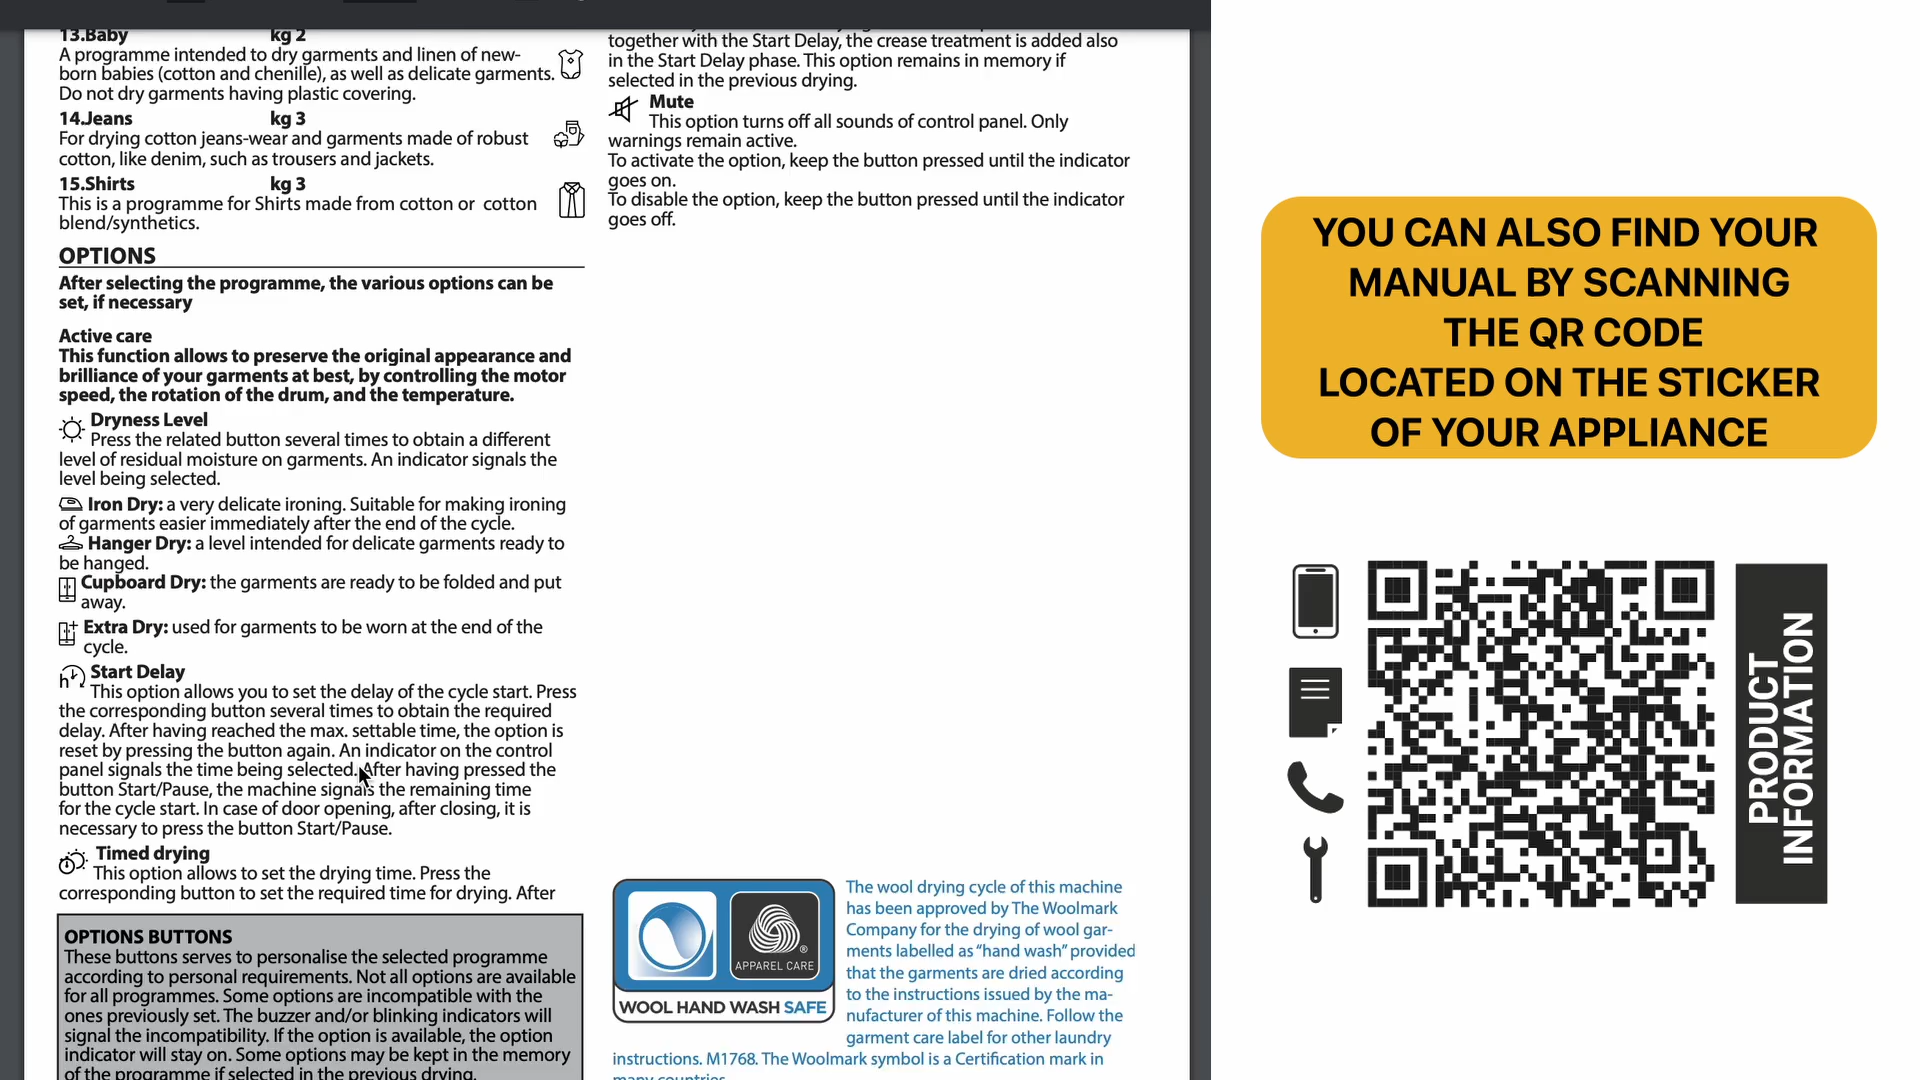 13.Baby kg 2
A programme intended to dry garments and linen of new-
born babies (cotton and chenille), as well as delicate garments.
Do not dry garments having plastic covering.
14.Jeans kg 3
For drying cotton jeans-wear and garments made of robust
cotton, like denim, such as trousers and jackets.
15.Shirts kg 3
This is a programme for Shirts made from cotton or cotton
blend/synthetics.
OPTIONS
After selecting the programme, the various options can be
set, if necessary
Active care
This function allows to preserve the original appearance and
brilliance of your garments at best, by controlling the motor
speed, the rotation of the drum, and the temperature.
Dryness Level
Press the related button several times to obtain a different
level of residual moisture on garments. An indicator signals the
level being selected.
Iron Dry: a very delicate ironing. Suitable for making ironing
of garments easier immediately after the end of the cycle.
Hanger Dry: a level intended for delicate garments ready to
be hanged.
Cupboard Dry: the garments are ready to be folded and put
away.
Extra Dry: used for garments to be worn at the end of the
cycle.
Start Delay
This option allows you to set the delay of the cycle start. Press
the corresponding button several times to obtain the required
delay. After having reached the max. settable time, the option is
reset by pressing the button again. An indicator on the control
panel signals the time being selected. After having pressed the
button Start/Pause, the machine signals the remaining time
for the cycle start. In case of door opening, after closing, it is
necessary to press the button Start/Pause.
Timed drying
This option allows to set the drying time. Press the
corresponding button to set the required time for drying. After
OPTIONS BUTTONS
These buttons serves to personalise the selected programme
according to personal requirements. Not all options are available
for all programmes. Some options are incompatible with the
ones previously set. The buzzer and/or blinking indicators will
signal the incompatibility. If the option is available, the option
indicator will stay on. Some options may be kept in the memory
of the programme if selected in the previous drying.
together with the Start Delay, the crease treatment is added also
in the Start Delay phase. This option remains in memory if
selected in the previous drying.
Mute
This option turns off all sounds of control panel. Only
warnings remain active.
To activate the option, keep the button pressed until the indicator
goes on.
To disable the option, keep the button pressed until the indicator
goes off.
APPAREL CARE
WOOL HAND WASH SAFE
The wool drying cycle of this machine
has been approved by The Woolmark
Company for the drying of wool gar-
ments labelled as “hand wash” provided
that the garments are dried according
to the instructions issued by the ma-
nufacturer of this machine. Follow the
garment care label for other laundry
instructions. M1768. The Woolmark symbol is a Certification mark in
many countries.
YOU CAN ALSO FIND YOUR
MANUAL BY SCANNING
THE QR CODE
LOCATED ON THE STICKER
OF YOUR APPLIANCE
PRODUCT
INFORMATION